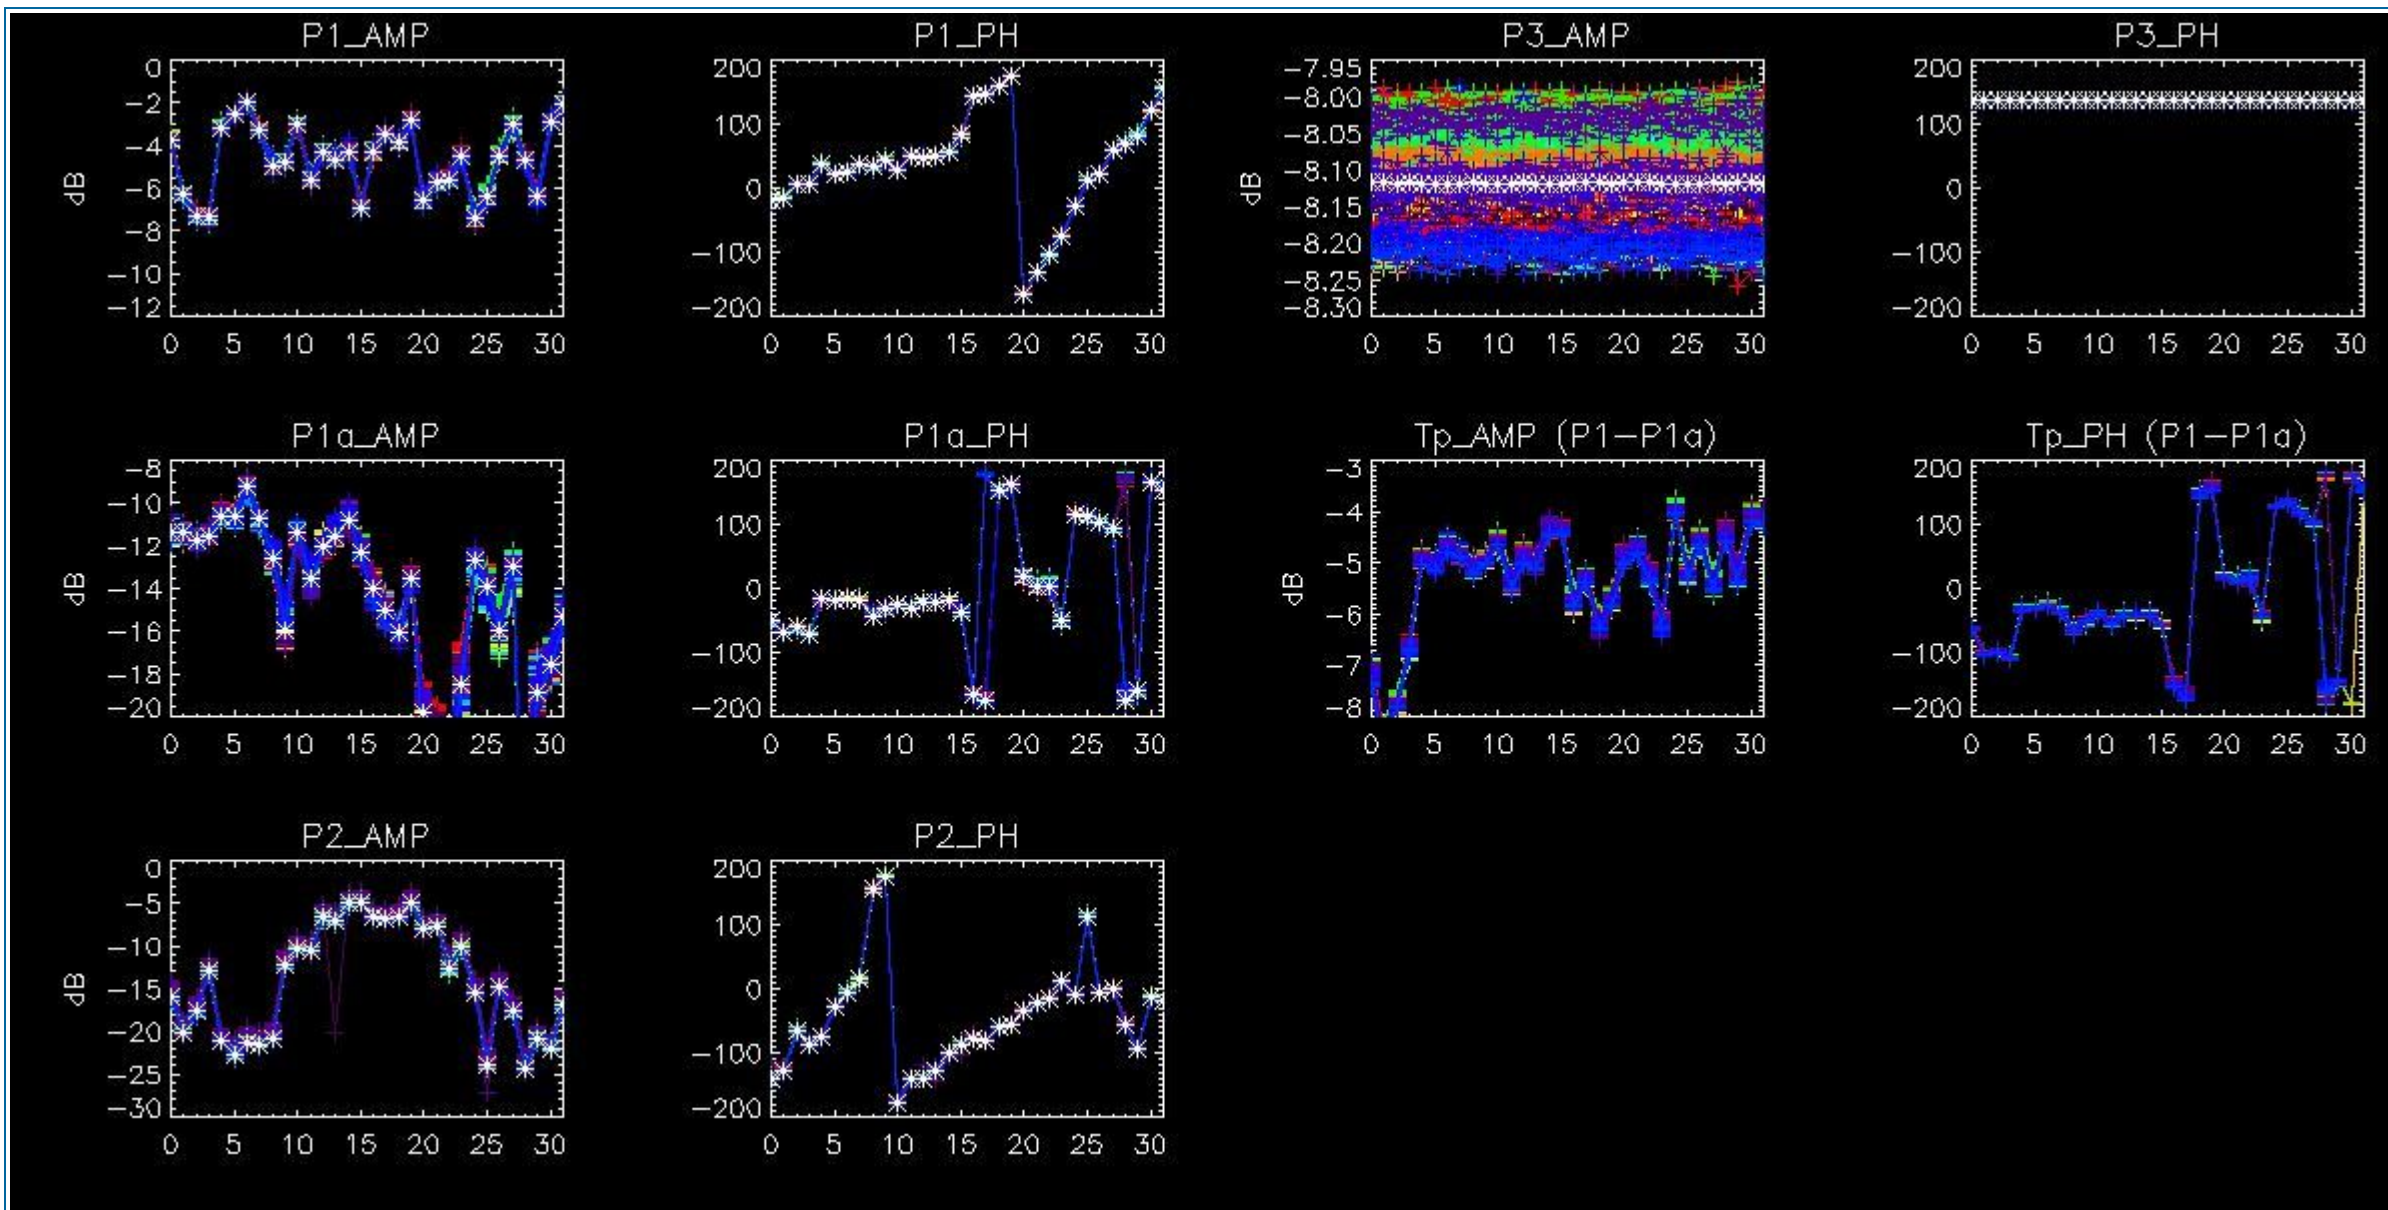 P1_AMP
0
−2
−4
−6
−8
−10
−12
dB
0 5 10 15 20 25 30
P1_PH
200
100
0
−100
−200
0 5 10 15 20 25 30
P3_AMP
−7.95
−8.00
−8.05
−8.10
−8.15
−8.20
−8.25
−8.30
dB
0 5 10 15 20 25 30
P3_PH
200
100
0
−100
−200
0 5 10 15 20 25 30
P1a_AMP
−8
−10
−12
−14
−16
−18
−20
dB
0 5 10 15 20 25 30
P1a_PH
200
100
0
−100
−200
0 5 10 15 20 25 30
Tp_AMP (P1−P1a)
−3
−4
−5
−6
−7
−8
dB
0 5 10 15 20 25 30
Tp_PH (P1−P1a)
200
100
0
−100
−200
0 5 10 15 20 25 30
P2_AMP
0
−5
−10
−15
−20
−25
−30
dB
0 5 10 15 20 25 30
P2_PH
200
100
0
−100
−200
0 5 10 15 20 25 30